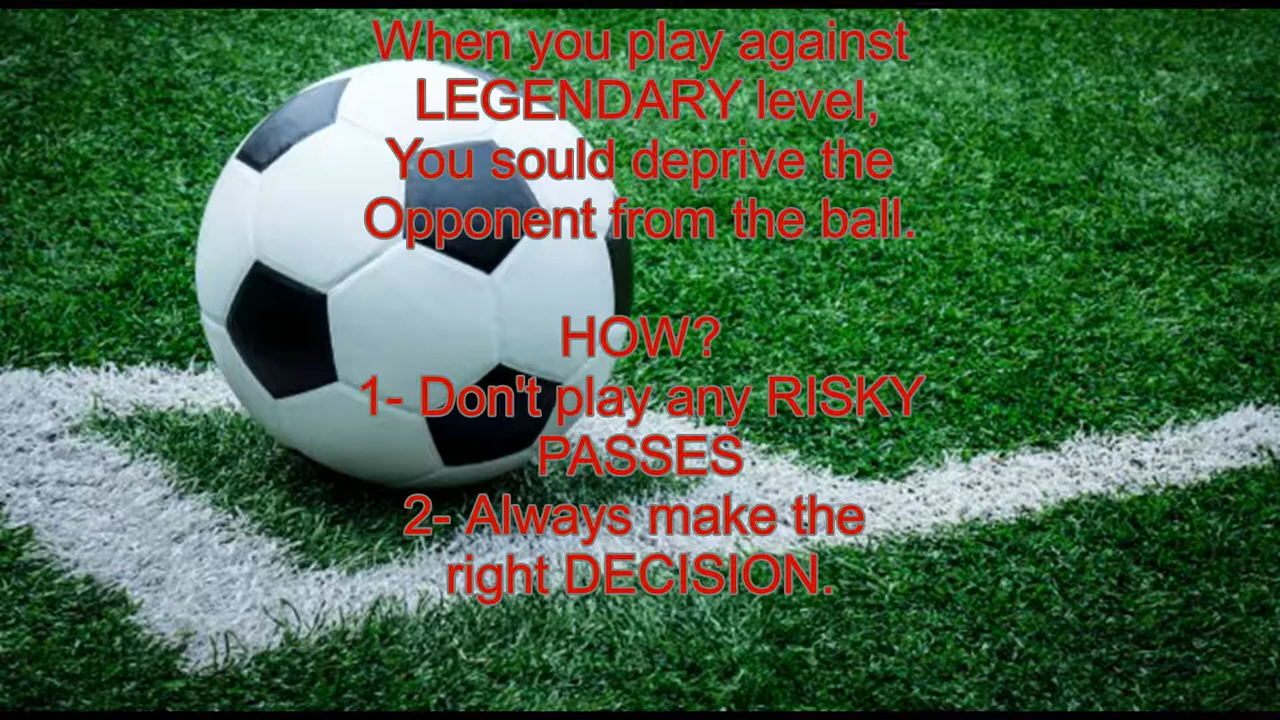 When you play against
LEGENDARY level,
You sould deprive the
Opponent from the ball.
HOW?
1- Don't play any RISKY
PASSES
2- Always make the
right DECISION.